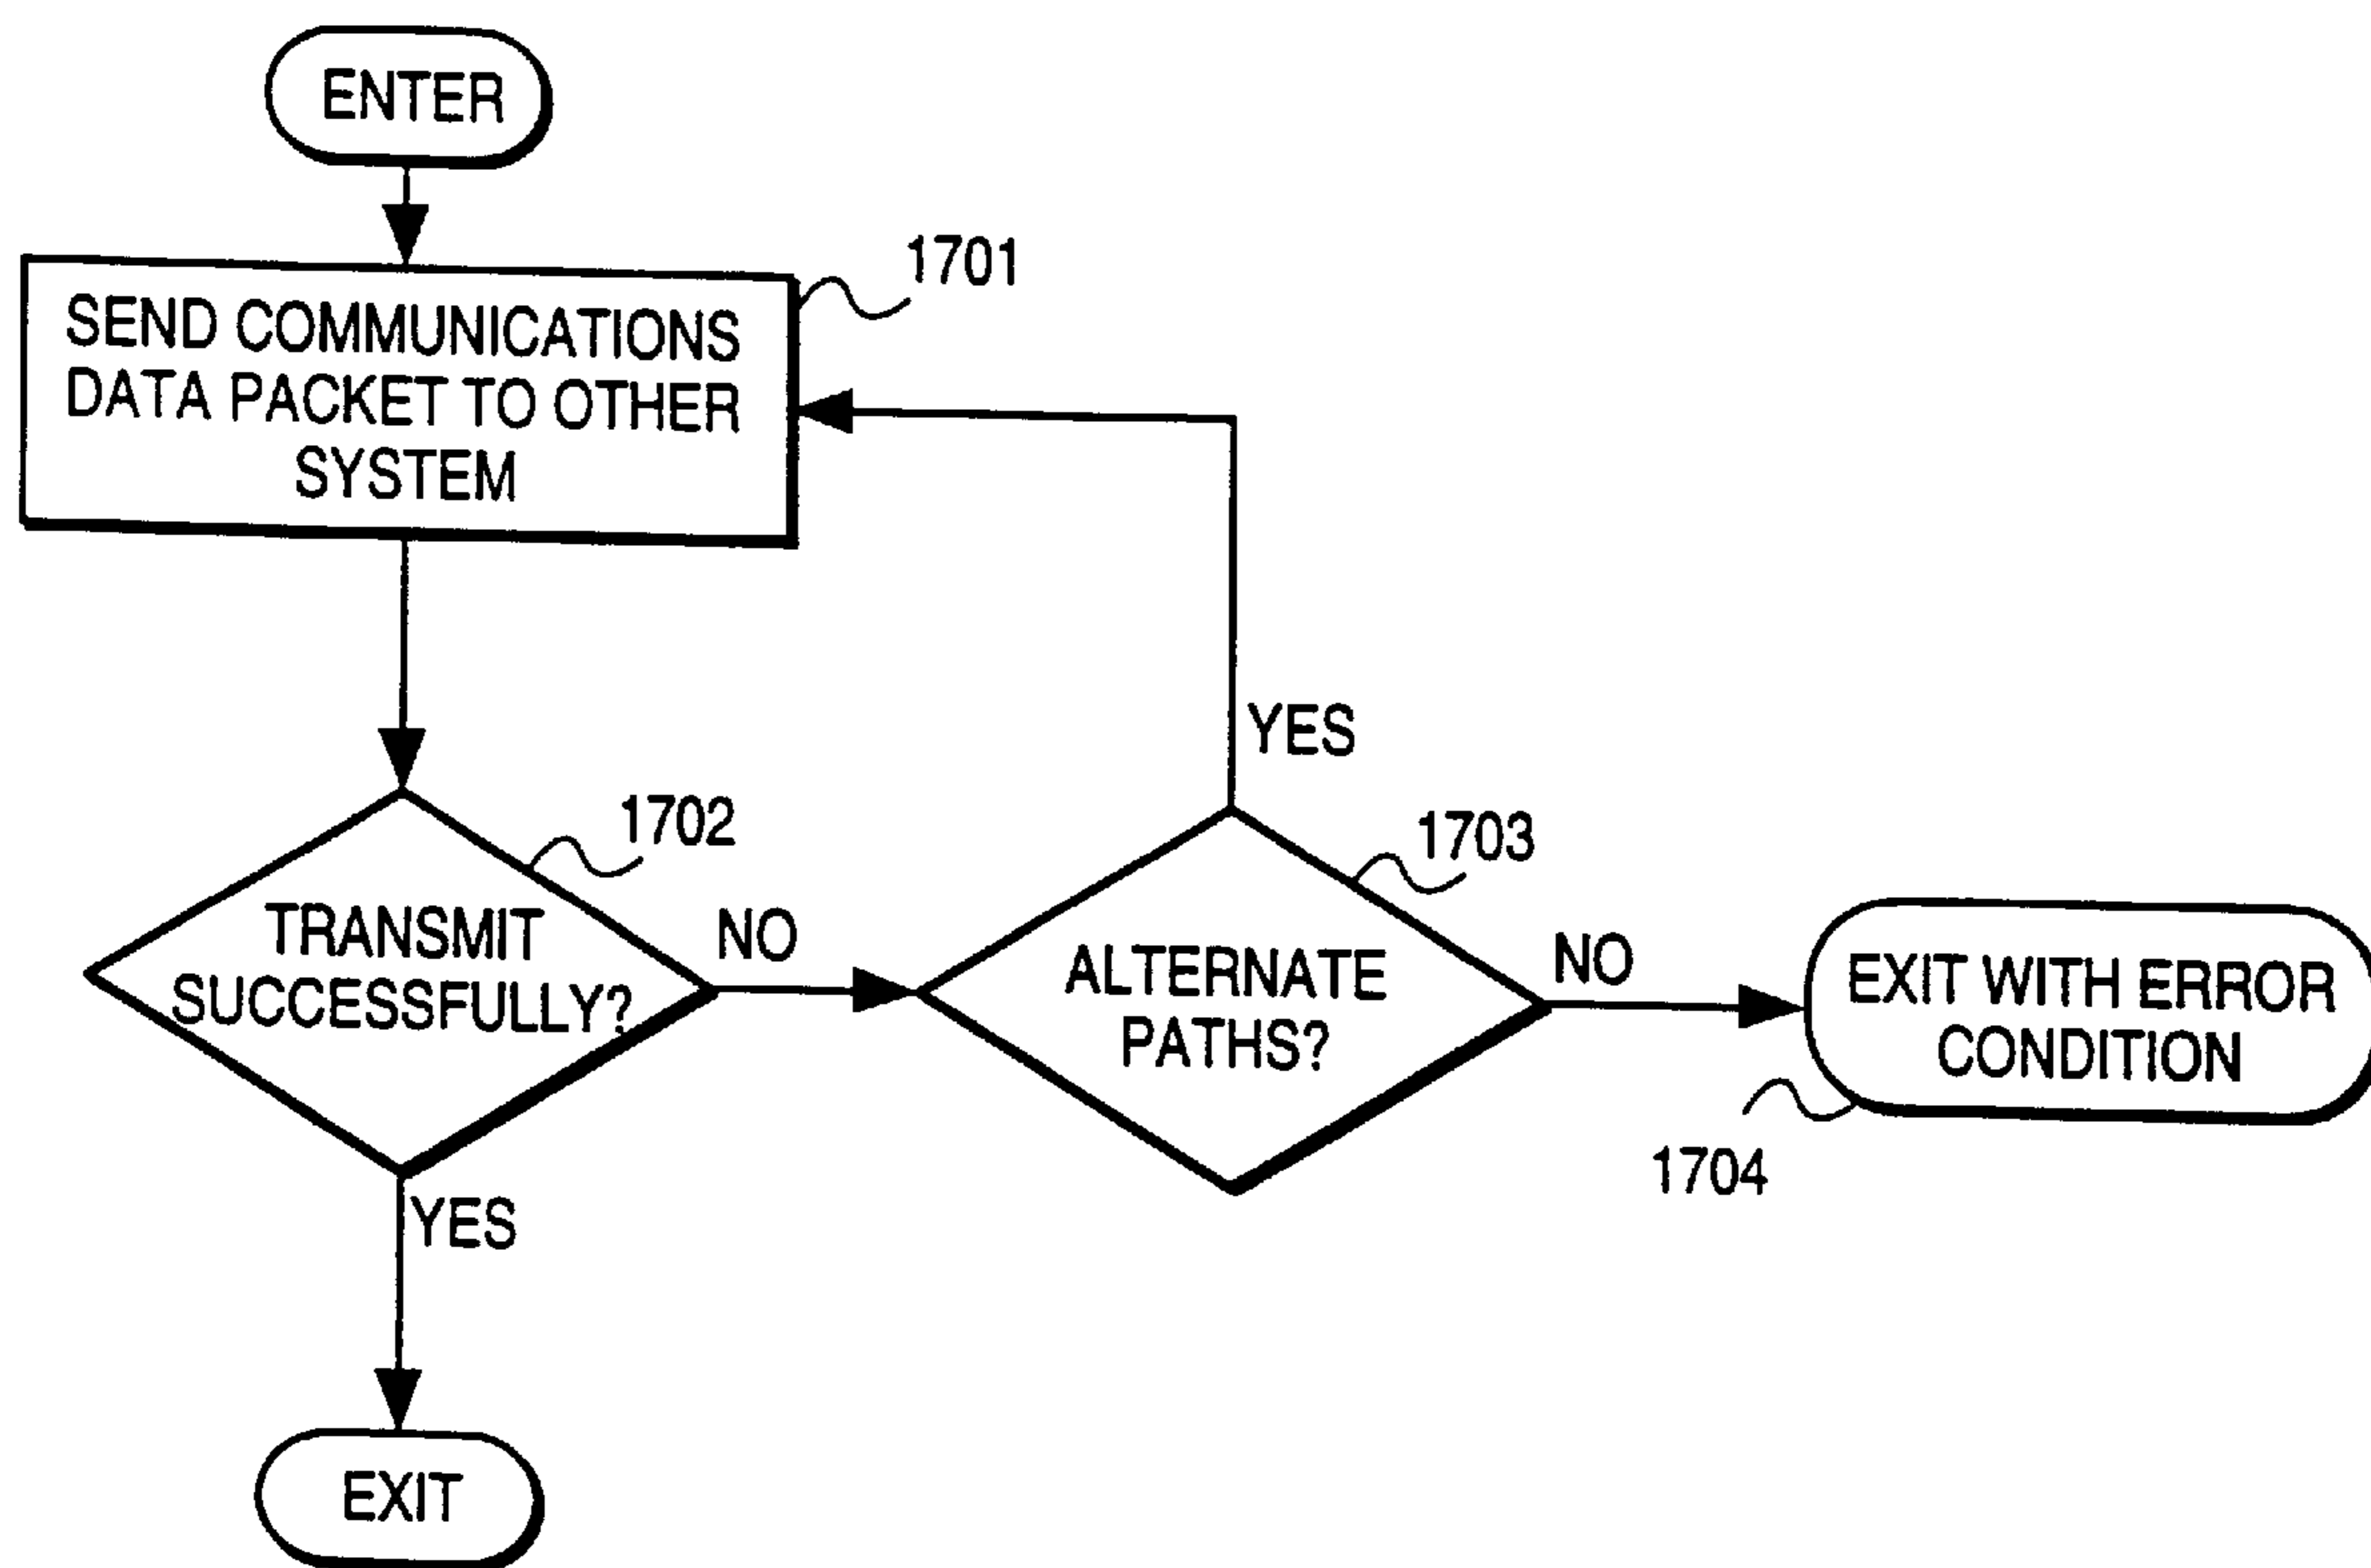 ENTER
1701
SEND COMMUNICATIONS
DATA PACKET TO OTHER
SYSTEM
YES
1702
1703
TRANSMIT
SUCCESSFULLY?
NO
ALTERNATE
PATHS?
NO
EXIT WITH ERROR
CONDITION
1704
YES
EXIT